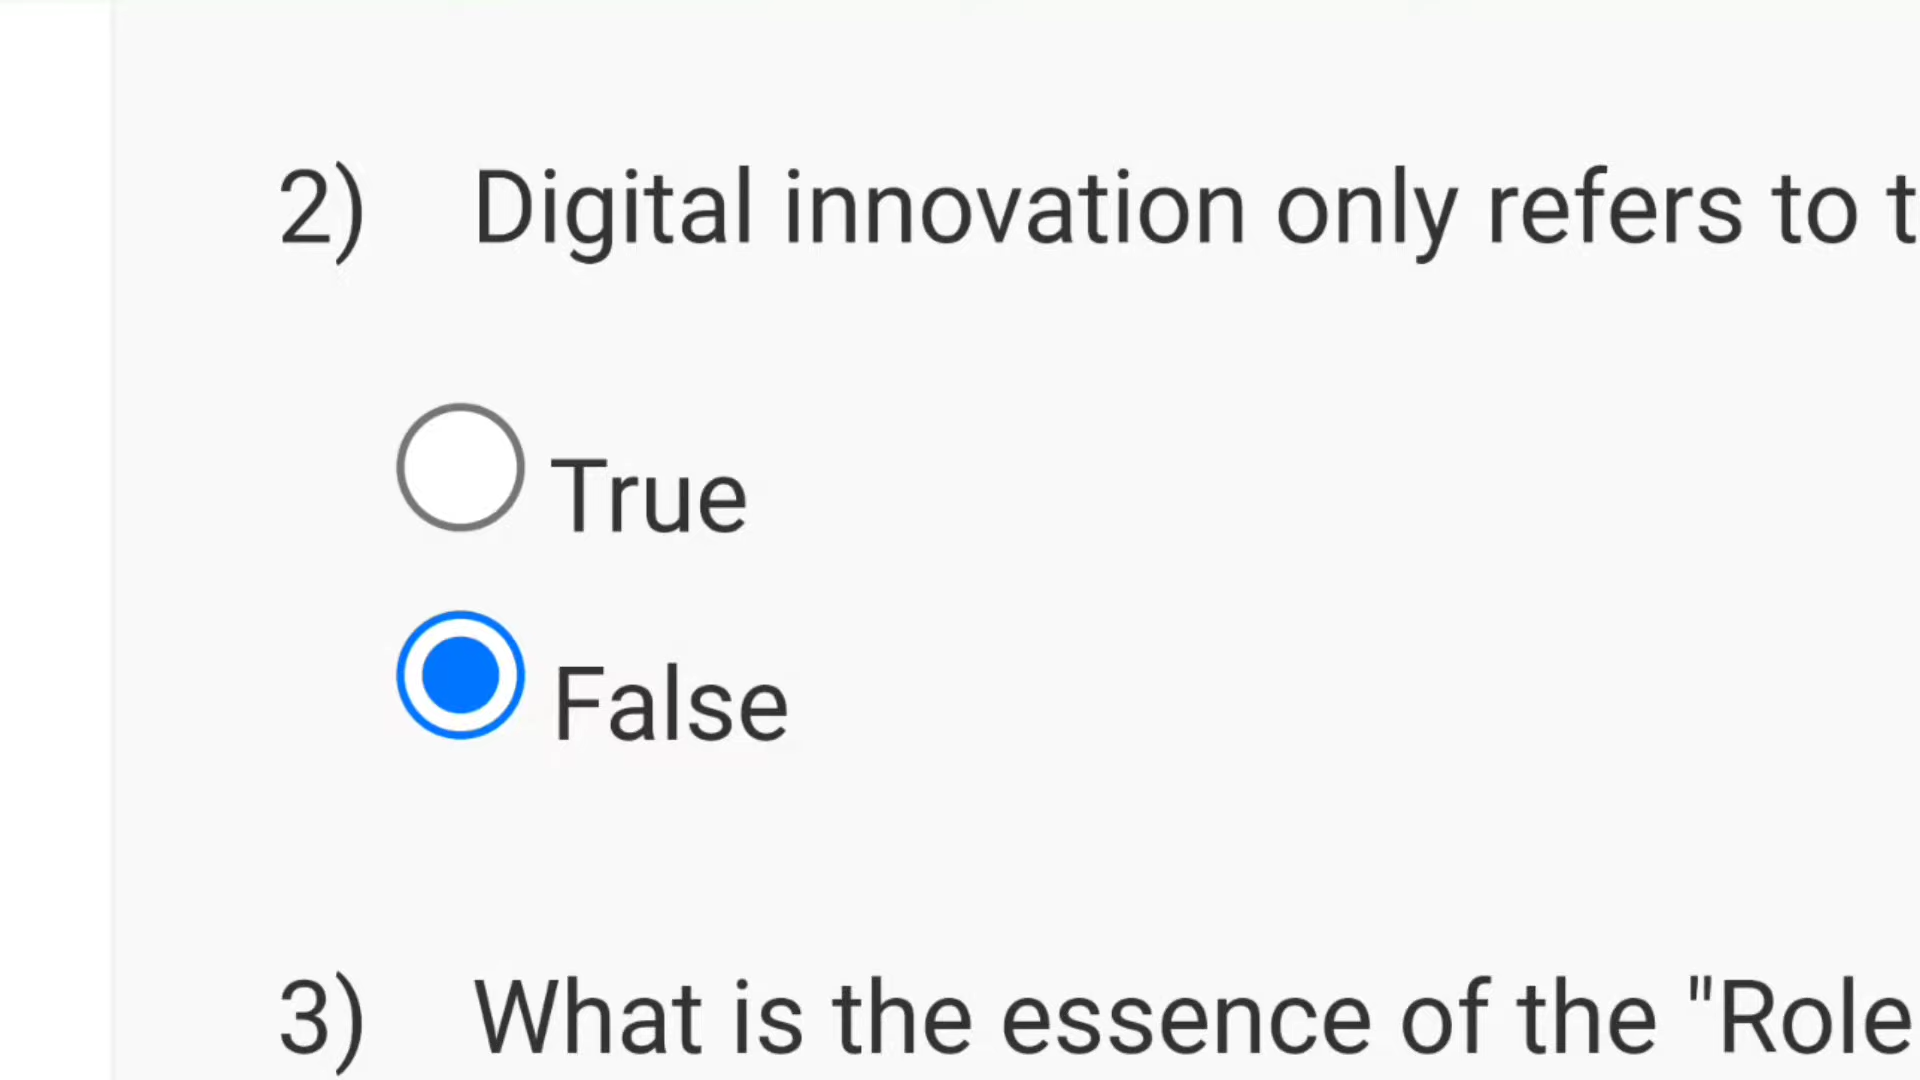 2) Digital innovation only refers to t
True
False
3) What is the essence of the "Role